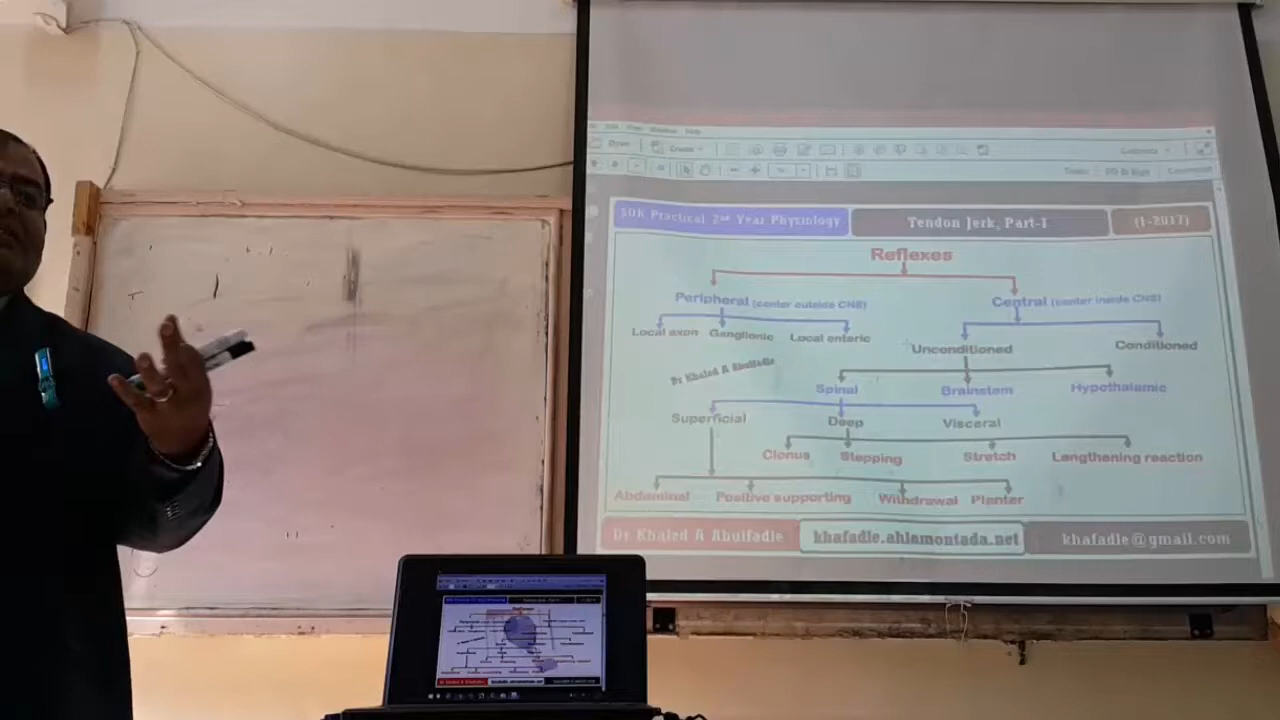 SOK Practical 2nd Year Physiology Tendon Jerk, Part-I (1-2017)
Reflexes
Peripheral (center outside CNS) Central (center inside CNS)
Local axon Ganglionic Local enteric
Unconditioned Conditioned
Dr Khaled A Abulfadle
Spinal Brainstem Hypothalamic
Superficial Deep Visceral
Clonus Stepping Stretch Lengthening reaction
Abdominal Positive supporting Withdrawal Planter
Dr Khaled A Abulfadle khafadle.ahlamontada.net khafadle@gmail.com